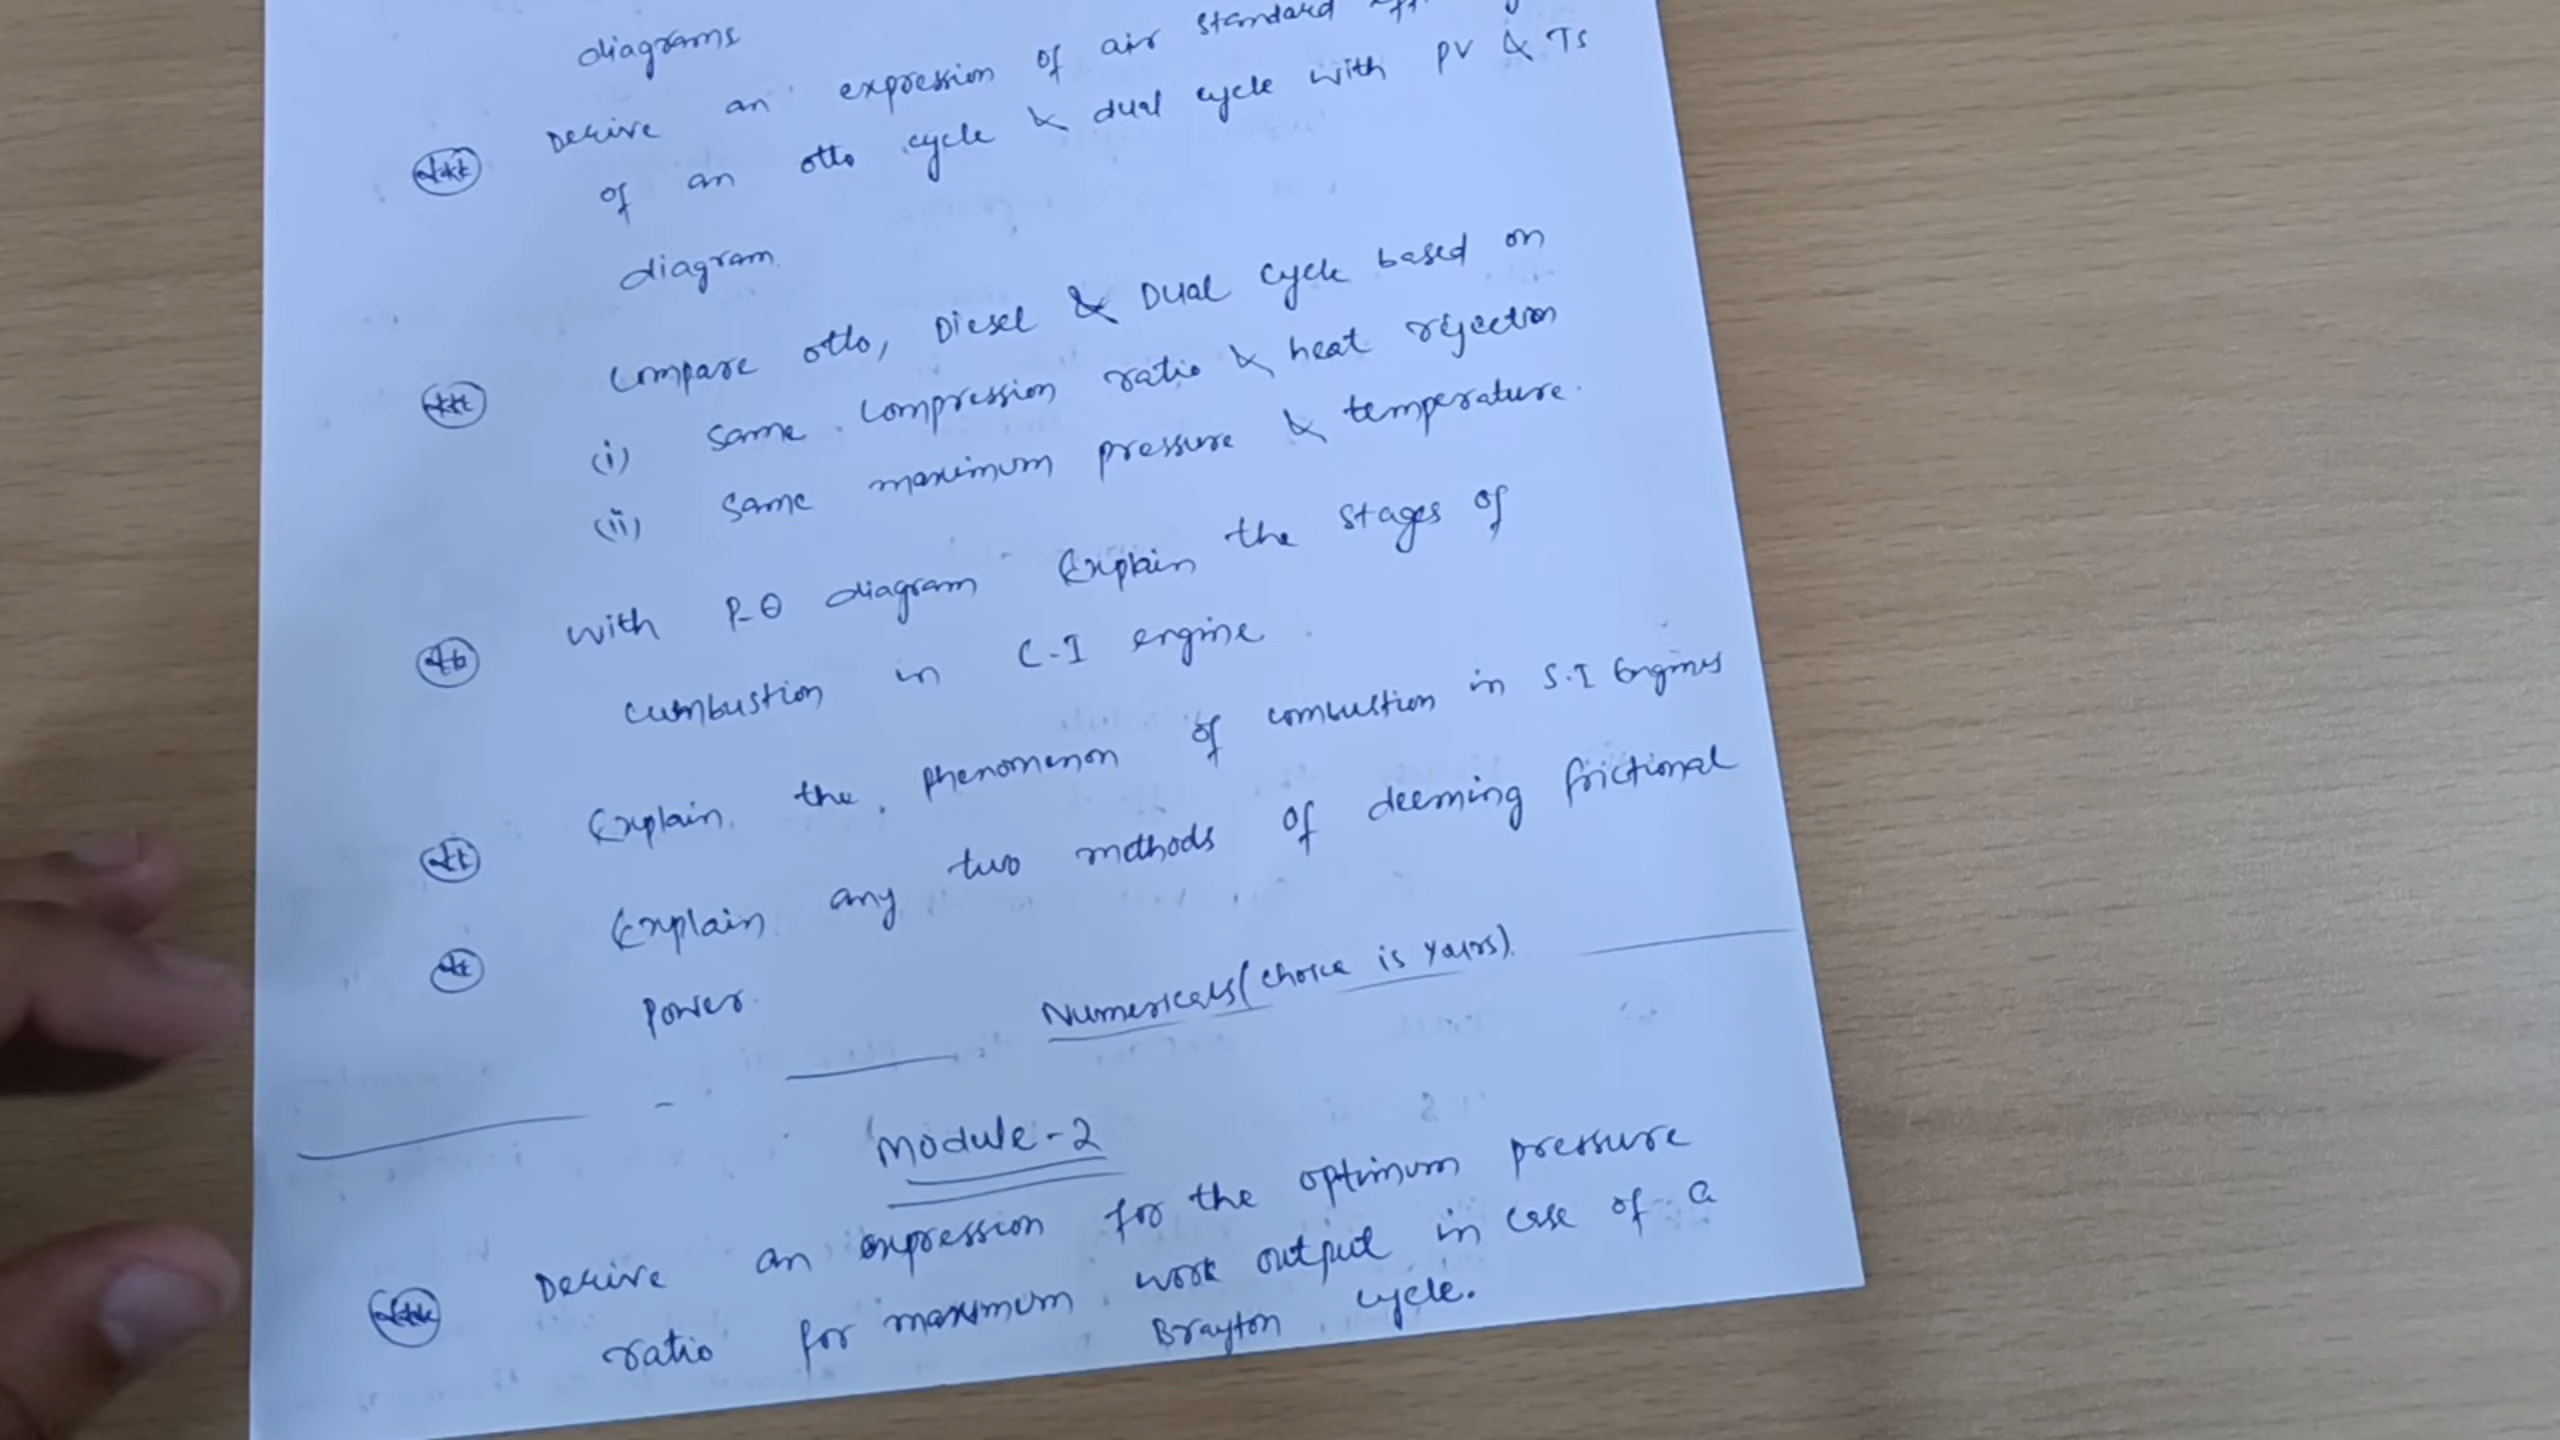 diagrams
*** Derive an expression of air standard
of an otto cycle & dual cycle with PV & Ts
diagram.
*** Compare otto, Diesel & Dual cycle based on
(i) same compression ratio & heat rejection
(ii) same maximum pressure & temperature.
** With P-θ diagram Explain the stages of
cumbustion in C-I engine.
** Explain the phenomenon of combustion in S.I Engines
** Explain any two methods of deeming frictional
power.
Numericals (choice is yours).
Module-2
*** Derive an expression for the optimum pressure
ratio for maximum work output in case of a
Brayton cycle.